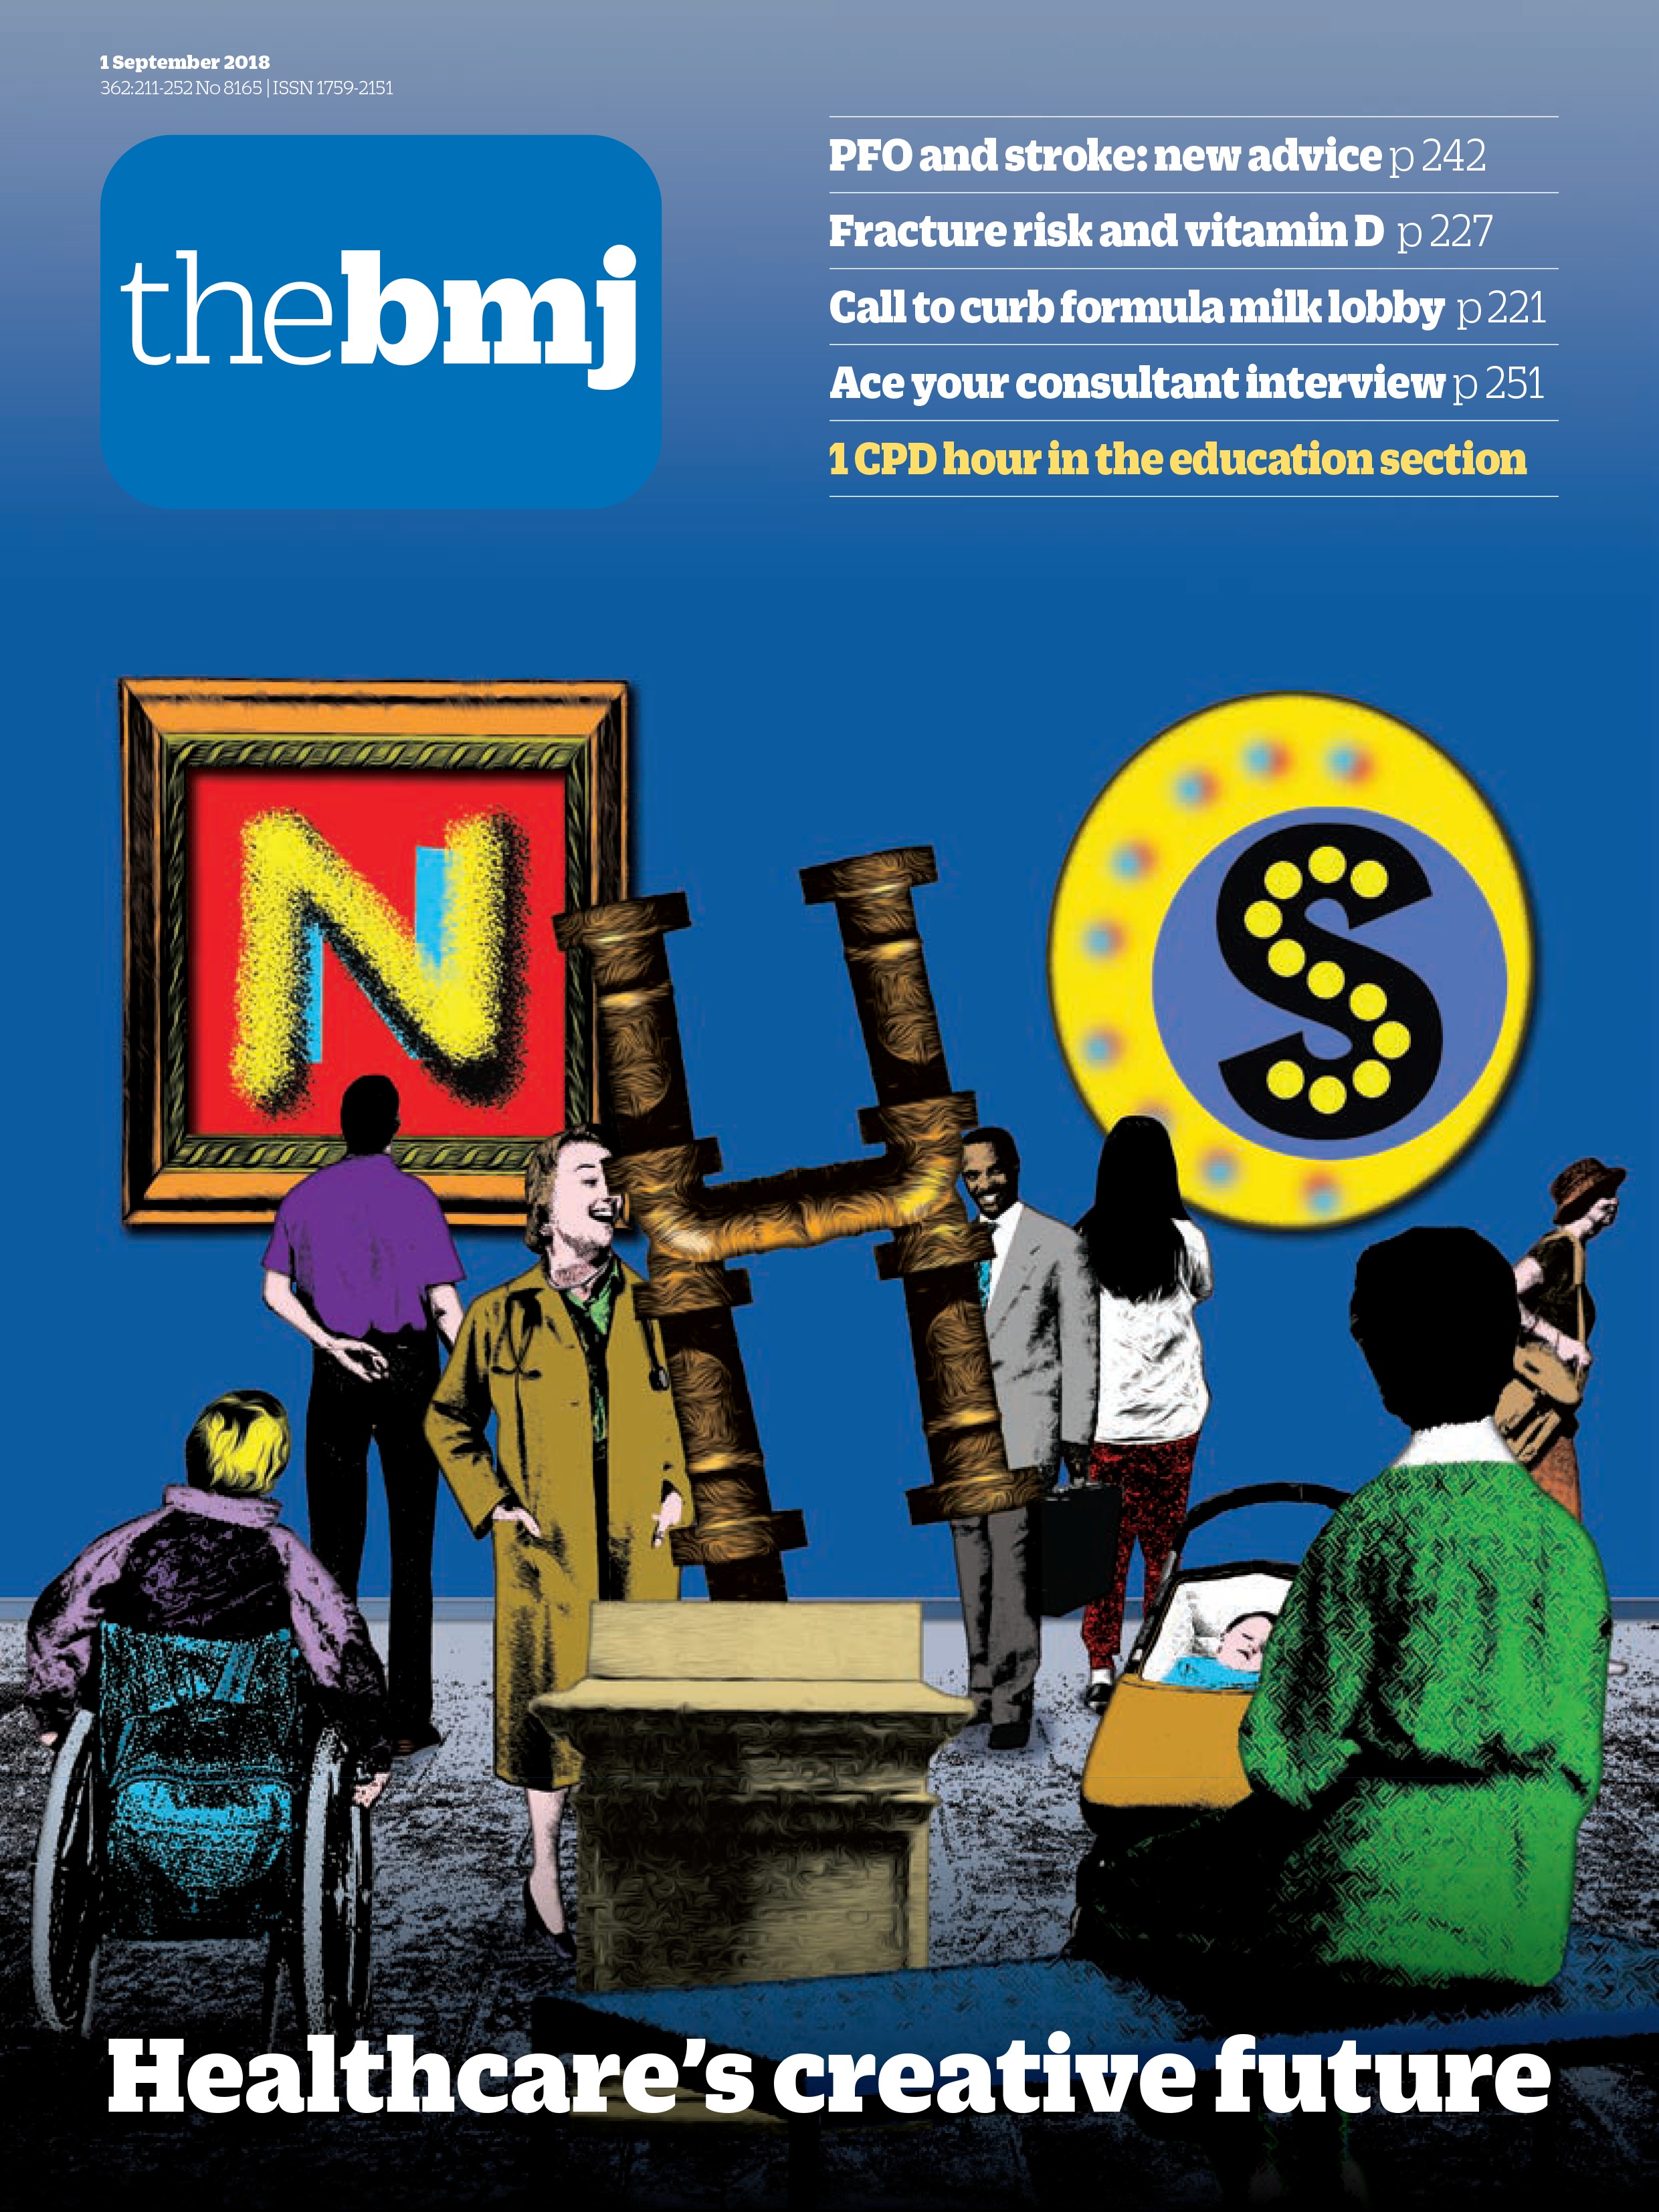 1 September 2018
362:211-252 No 8165 | ISSN 1759-2151
thebmj
PFO and stroke: new advice p 242
Fracture risk and vitamin D p 227
Call to curb formula milk lobby p 221
Ace your consultant interview p 251
1 CPD hour in the education section
N
H
S
Healthcare’s creative future